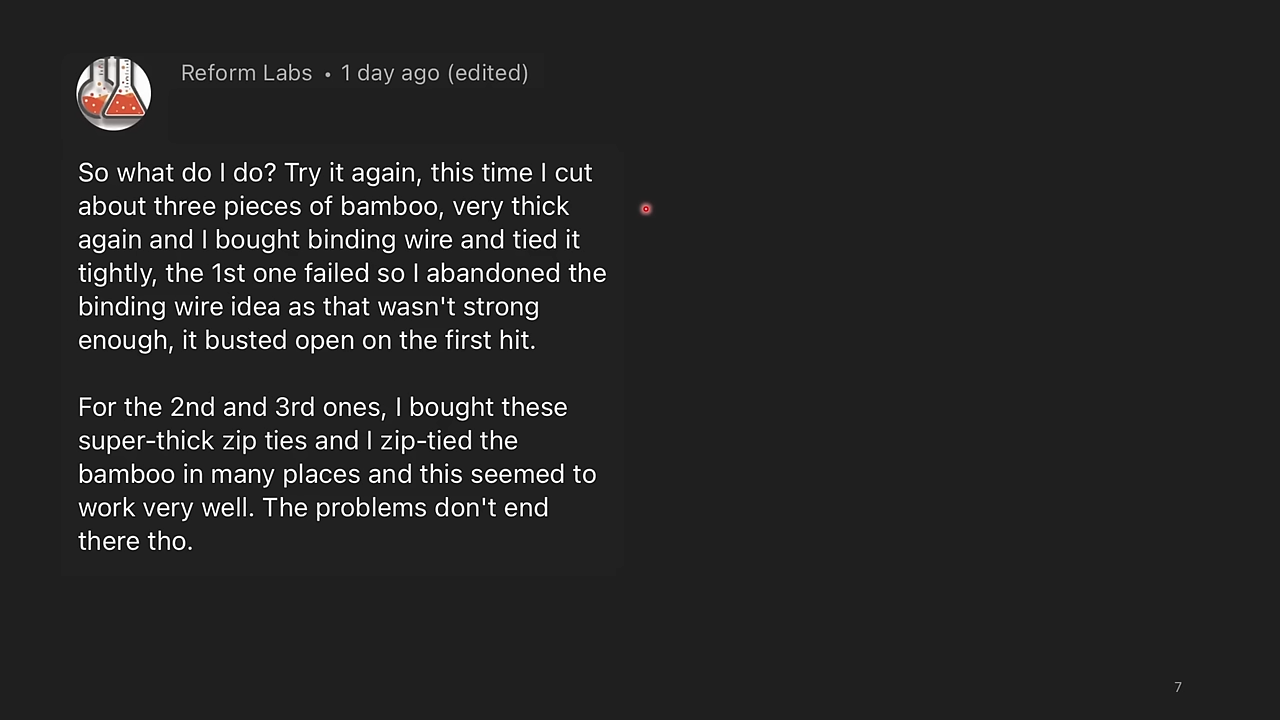 Reform Labs • 1 day ago (edited)
So what do I do? Try it again, this time I cut
about three pieces of bamboo, very thick
again and I bought binding wire and tied it
tightly, the 1st one failed so I abandoned the
binding wire idea as that wasn't strong
enough, it busted open on the first hit.
For the 2nd and 3rd ones, I bought these
super-thick zip ties and I zip-tied the
bamboo in many places and this seemed to
work very well. The problems don't end
there tho.
7